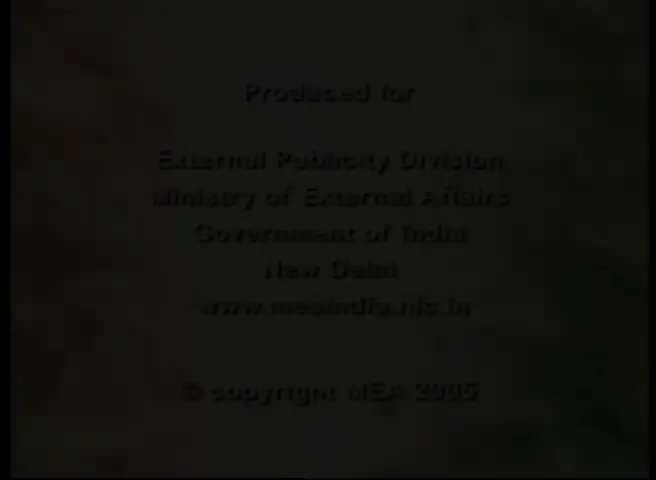 Produced for
External Publicity Division
Ministry of External Affairs
Government of India
New Delhi
www.meaindia.nic.in
© copyright MEA 2005